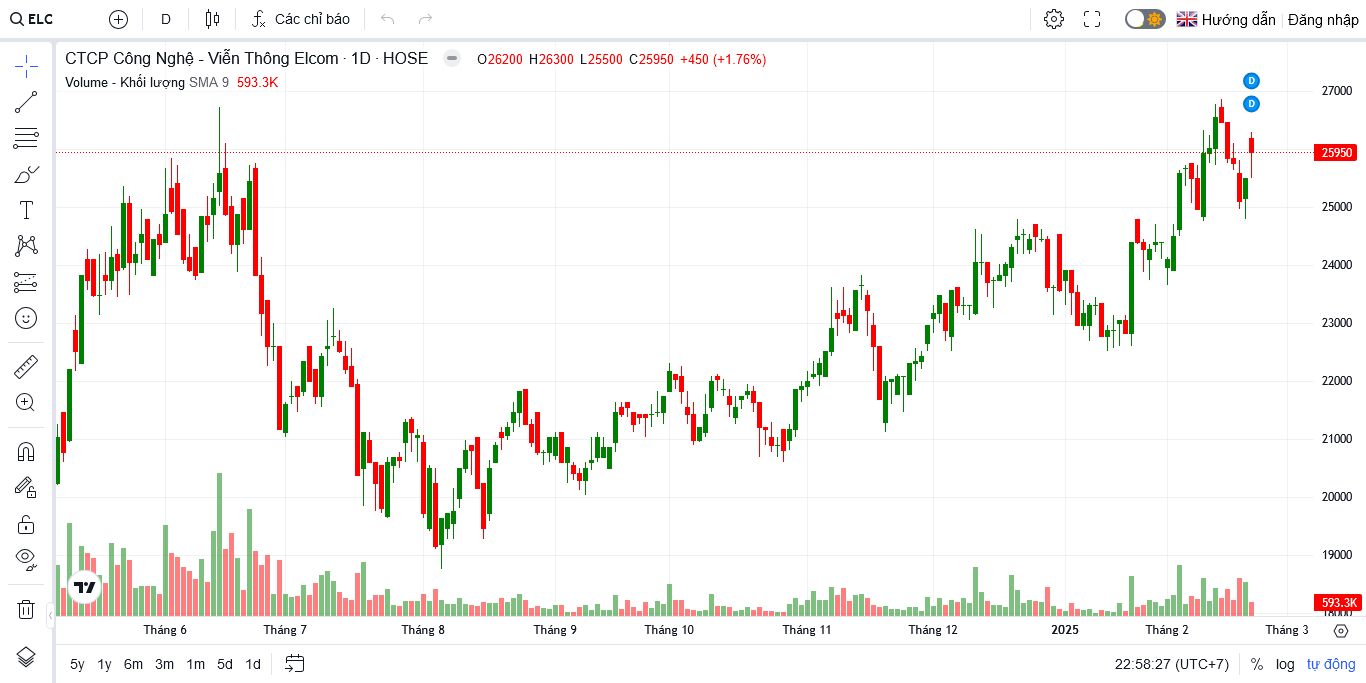 ELC D Các chỉ báo Hướng dẫn Đăng nhập
CTCP Công Nghệ - Viễn Thông Elcom · 1D · HOSE O26200 H26300 L25500 C25950 +450 (+1.76%)
Volume - Khối lượng SMA 9 593.3K
D
D
27000
25950
25000
24000
23000
22000
21000
20000
19000
593.3K
18000
Tháng 6 Tháng 7 Tháng 8 Tháng 9 Tháng 10 Tháng 11 Tháng 12 2025 Tháng 2 Tháng 3
5y 1y 6m 3m 1m 5d 1d 22:58:27 (UTC+7) % log tự động